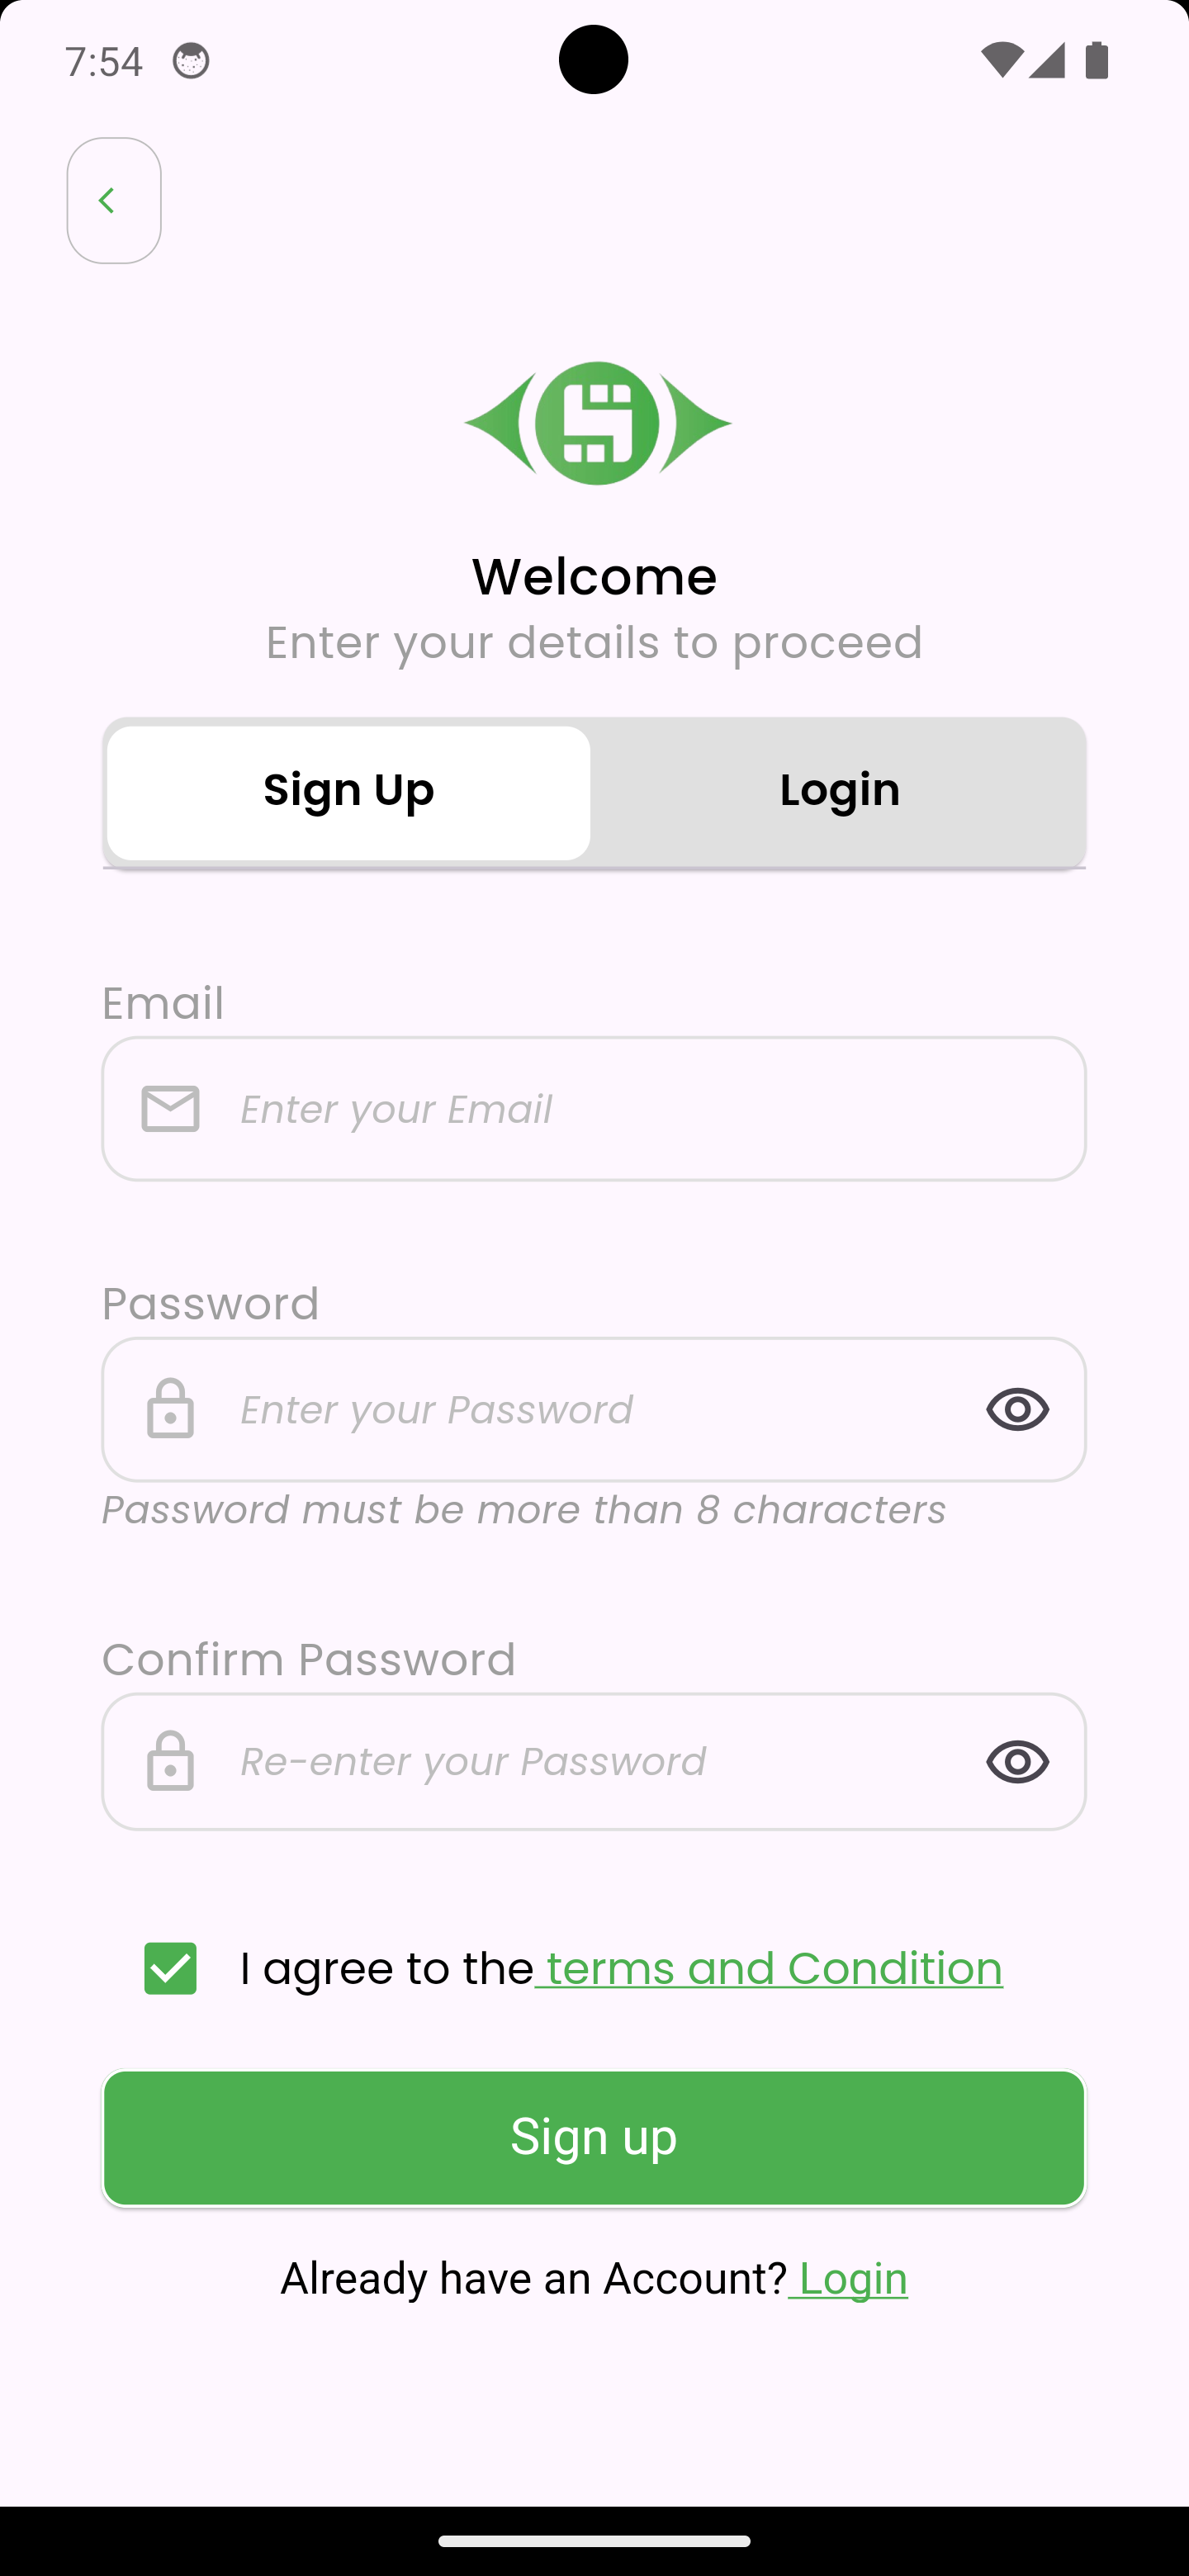 7:54
Welcome
Enter your details to proceed
Sign Up Login
Email
Enter your Email
Password
Enter your Password
Password must be more than 8 characters
Confirm Password
Re-enter your Password
I agree to the terms and Condition
Sign up
Already have an Account? Login